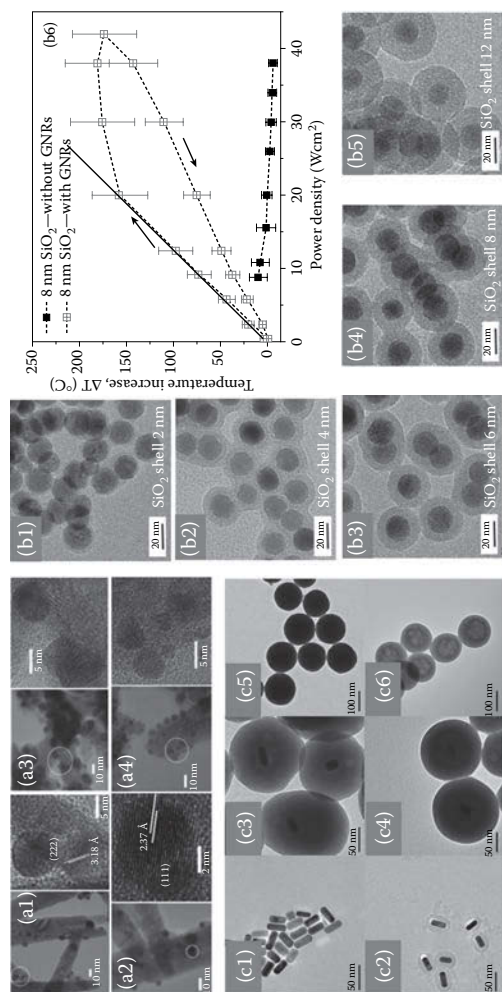 (a1)
10 nm
(222)
3.18 Å
5 nm
(a2)
(111)
2.37 Å
2 nm
(a3)
10 nm
5 nm
(a4)
10 nm
5 nm
(b1)
20 nm
SiO2 shell 2 nm
(b2)
20 nm
SiO2 shell 4 nm
(b3)
20 nm
SiO2 shell 6 nm
(b4)
20 nm
SiO2 shell 8 nm
(b5)
20 nm
SiO2 shell 12 nm
(b6)
8 nm SiO2—without GNRs
8 nm SiO2—with GNRs
Temperature increase, ΔT (°C)
250
200
150
100
50
0
0
10
20
30
40
Power density (Wcm2)
(c1)
50 nm
(c2)
50 nm
(c3)
50 nm
(c4)
50 nm
(c5)
100 nm
(c6)
100 nm